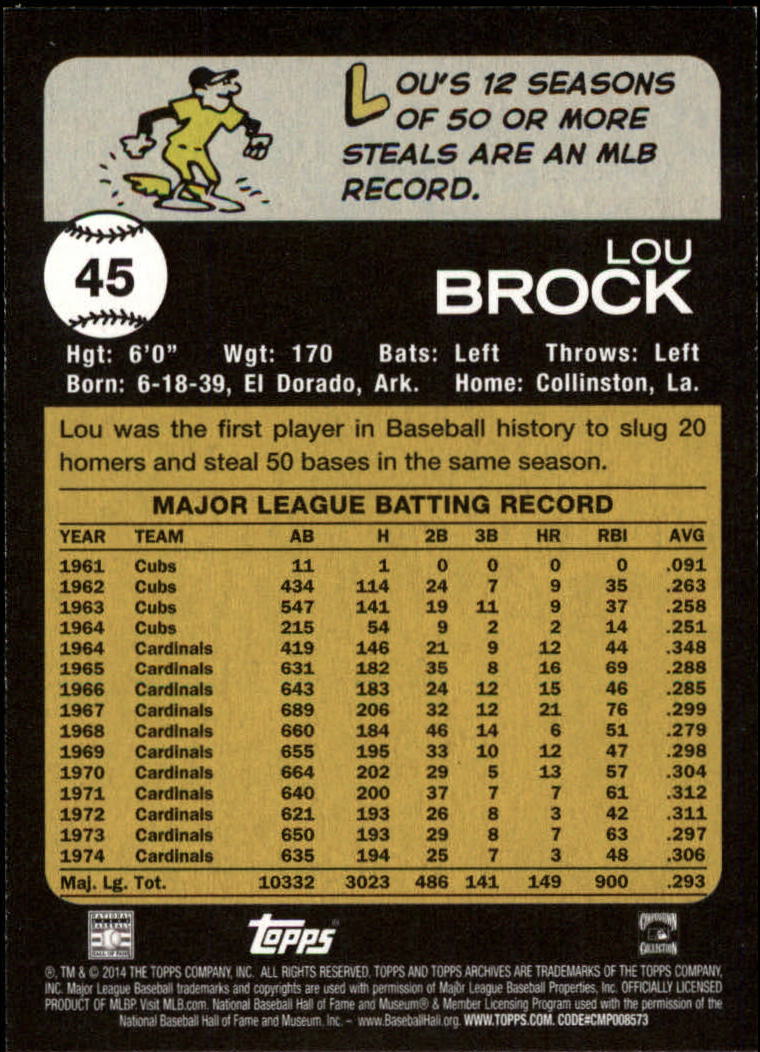 LOU'S 12 SEASONS
OF 50 OR MORE
STEALS ARE AN MLB
RECORD.
45
LOU
BROCK
Hgt: 6'0" Wgt: 170 Bats: Left Throws: Left
Born: 6-18-39, El Dorado, Ark. Home: Collinston, La.
Lou was the first player in Baseball history to slug 20
homers and steal 50 bases in the same season.
MAJOR LEAGUE BATTING RECORD
YEAR TEAM AB H 2B 3B HR RBI AVG
1961 Cubs 11 1 0 0 0 0 .091
1962 Cubs 434 114 24 7 9 35 .263
1963 Cubs 547 141 19 11 9 37 .258
1964 Cubs 215 54 9 2 2 14 .251
1964 Cardinals 419 146 21 9 12 44 .348
1965 Cardinals 631 182 35 8 16 69 .288
1966 Cardinals 643 183 24 12 15 46 .285
1967 Cardinals 689 206 32 12 21 76 .299
1968 Cardinals 660 184 46 14 6 51 .279
1969 Cardinals 655 195 33 10 12 47 .298
1970 Cardinals 664 202 29 5 13 57 .304
1971 Cardinals 640 200 37 7 7 61 .312
1972 Cardinals 621 193 26 8 3 42 .311
1973 Cardinals 650 193 29 8 7 63 .297
1974 Cardinals 635 194 25 7 3 48 .306
Maj. Lg. Tot. 10332 3023 486 141 149 900 .293
NATIONAL
BASEBALL
HALL OF FAME
Topps®
COOPERSTOWN
COLLECTION
®, TM & © 2014 THE TOPPS COMPANY, INC. ALL RIGHTS RESERVED. TOPPS AND TOPPS ARCHIVES ARE TRADEMARKS OF THE TOPPS COMPANY,
INC. Major League Baseball trademarks and copyrights are used with permission of Major League Baseball Properties, Inc. OFFICIALLY LICENSED
PRODUCT OF MLBP. Visit MLB.com. National Baseball Hall of Fame and Museum® & Member Licensing Program used with the permission of the
National Baseball Hall of Fame and Museum, Inc. – www.BaseballHall.org. WWW.TOPPS.COM. CODE#CMP008573